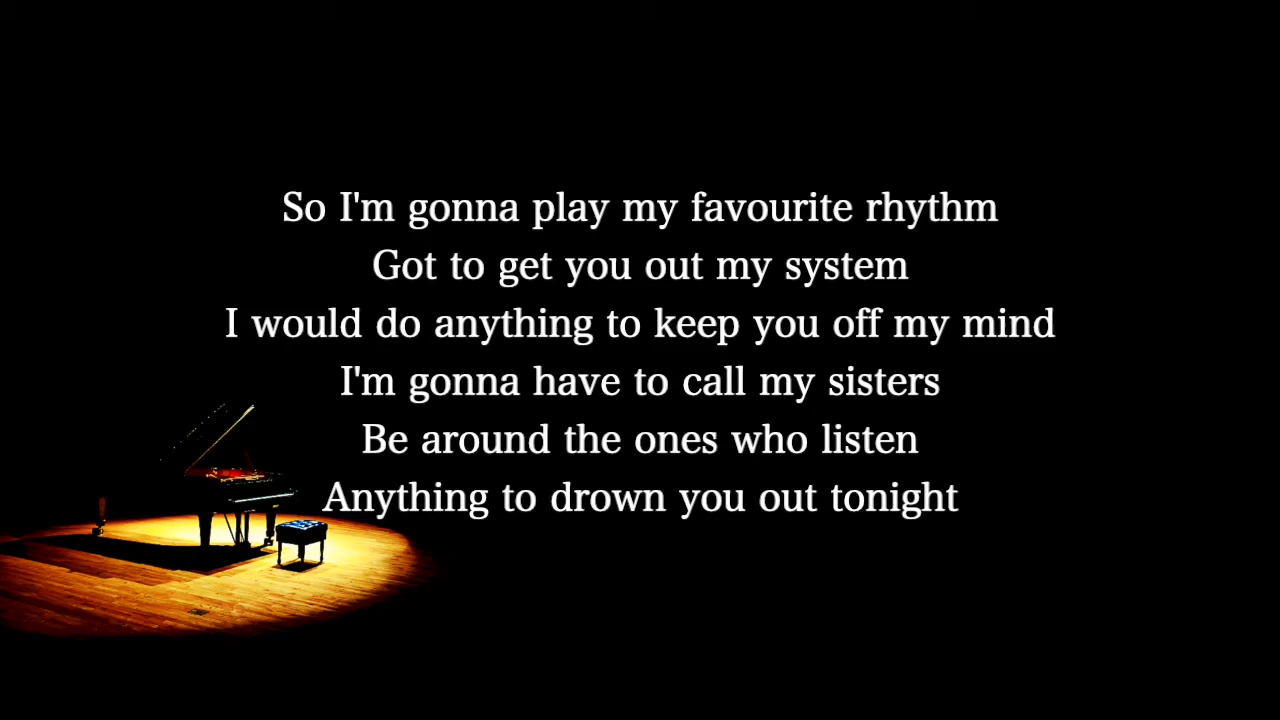 So I'm gonna play my favourite rhythm
Got to get you out my system
I would do anything to keep you off my mind
I'm gonna have to call my sisters
Be around the ones who listen
Anything to drown you out tonight